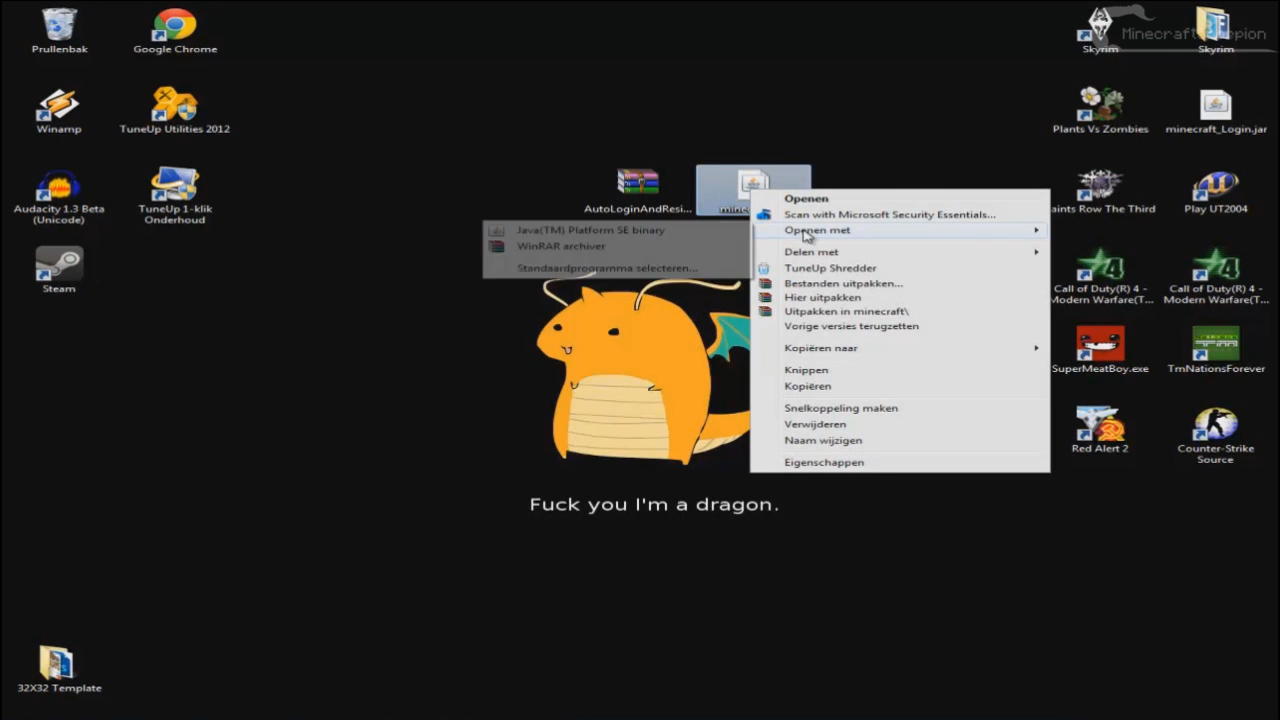 Prullenbak
Google Chrome
Skyrim
Skyrim
Minecraft
Winamp
TuneUp Utilities 2012
Plants Vs Zombies
minecraft_Login.jar
Audacity 1.3 Beta
(Unicode)
TuneUp 1-klik
Onderhoud
AutoLoginAndResi...
aints Row The Third
Play UT2004
Steam
Openen
Scan with Microsoft Security Essentials...
Openen met
Java(TM) Platform SE binary
WinRAR archiver
Standaardprogramma selecteren...
Delen met
TuneUp Shredder
Bestanden uitpakken...
Hier uitpakken
Uitpakken in minecraft\
Vorige versies terugzetten
Kopiëren naar
Knippen
Kopiëren
Snelkoppeling maken
Verwijderen
Naam wijzigen
Eigenschappen
Call of Duty(R) 4 -
Modern Warfare(T...
Call of Duty(R) 4 -
Modern Warfare(T...
SuperMeatBoy.exe
TmNationsForever
Red Alert 2
Counter-Strike
Source
Fuck you I'm a dragon.
32X32 Template